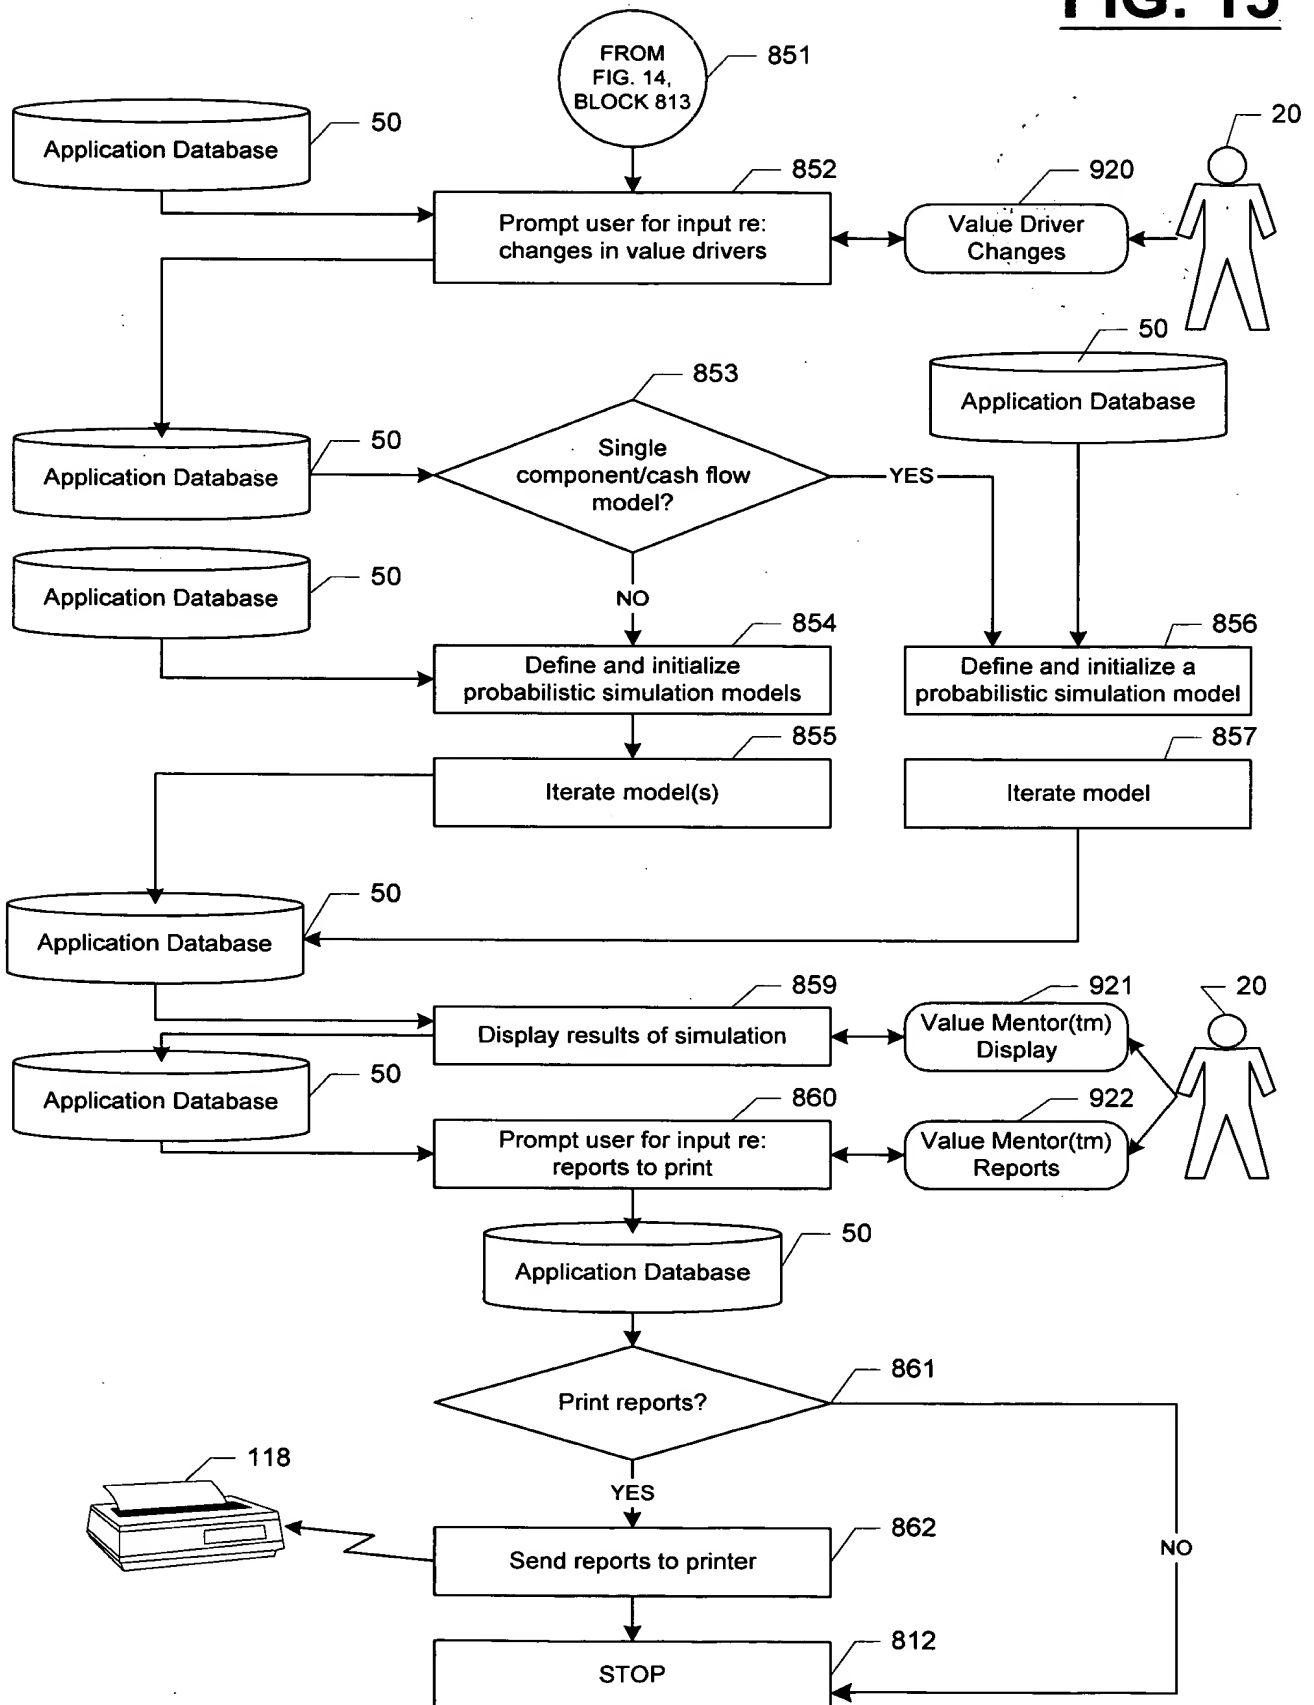 FIG. 15
FROM
FIG. 14,
BLOCK 813
851
Application Database
50
852
Prompt user for input re:
changes in value drivers
920
Value Driver
Changes
20
50
Application Database
853
Single
component/cash flow
model?
YES
NO
Application Database
50
Application Database
50
854
Define and initialize
probabilistic simulation models
856
Define and initialize a
probabilistic simulation model
855
Iterate model(s)
857
Iterate model
50
Application Database
859
Display results of simulation
921
Value Mentor(tm)
Display
20
50
Application Database
860
Prompt user for input re:
reports to print
922
Value Mentor(tm)
Reports
50
Application Database
861
Print reports?
YES
NO
118
862
Send reports to printer
812
STOP